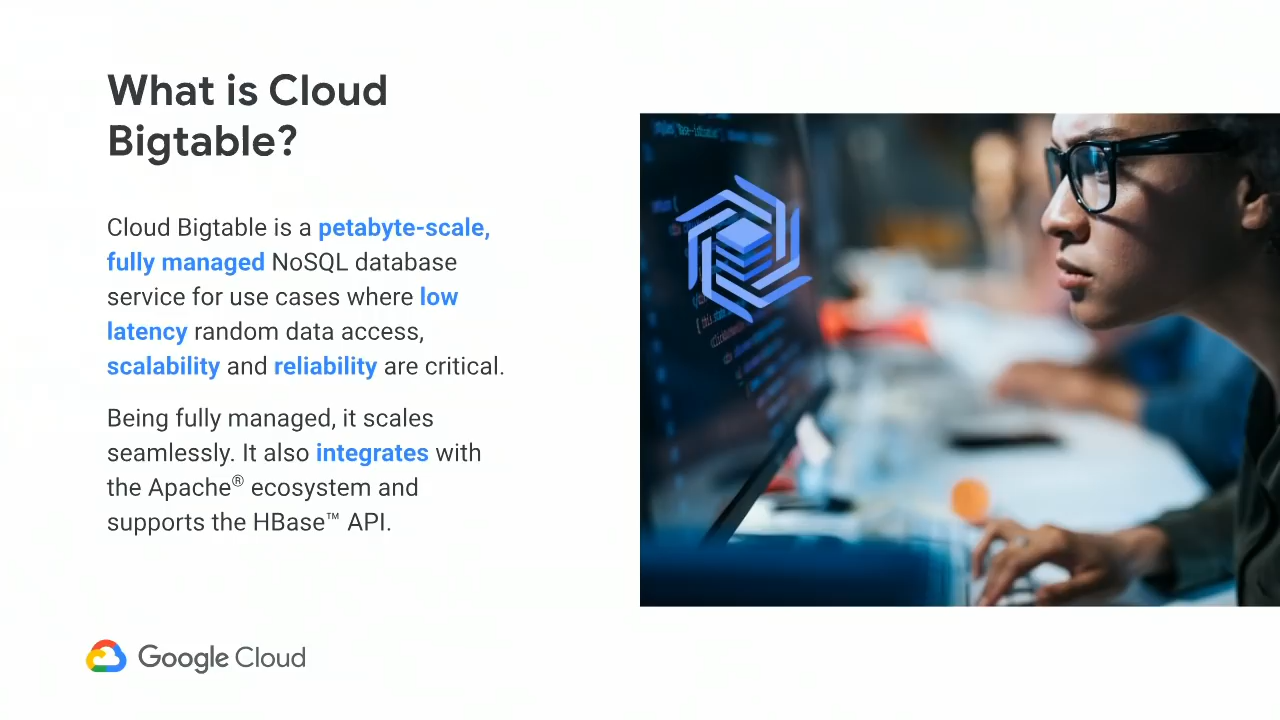 What is Cloud
Bigtable?
Cloud Bigtable is a petabyte-scale,
fully managed NoSQL database
service for use cases where low
latency random data access,
scalability and reliability are critical.
Being fully managed, it scales
seamlessly. It also integrates with
the Apache® ecosystem and
supports the HBase™ API.
Google Cloud